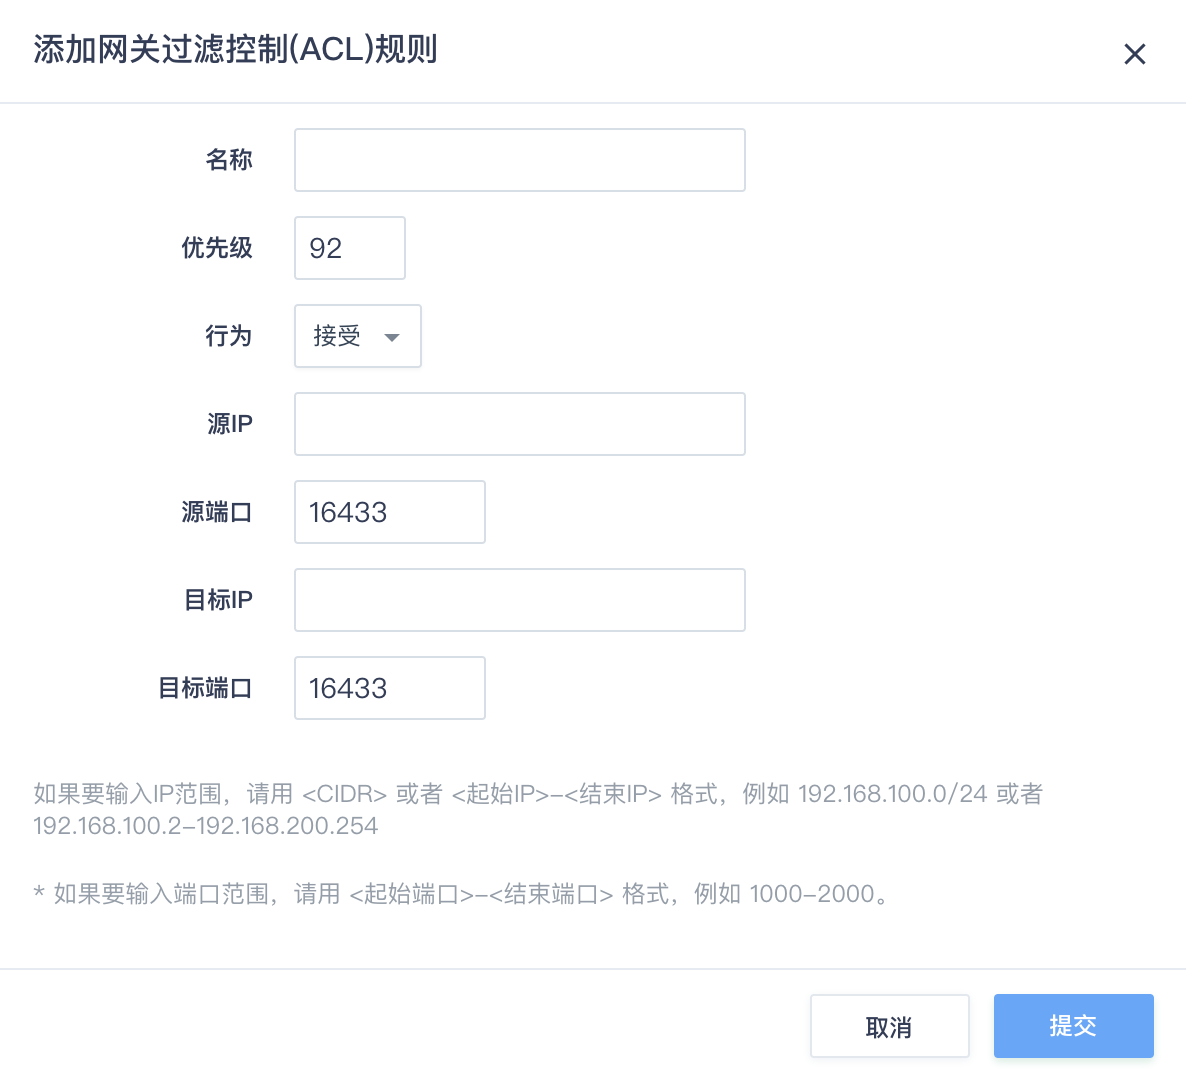 添加网关过滤控制(ACL)规则
名称
优先级 92
行为 接受
源IP
源端口 16433
目标IP
目标端口 16433
如果要输入IP范围，请用 <CIDR> 或者 <起始IP>-<结束IP> 格式，例如 192.168.100.0/24 或者
192.168.100.2-192.168.200.254
* 如果要输入端口范围，请用 <起始端口>-<结束端口> 格式，例如 1000-2000。
取消 提交